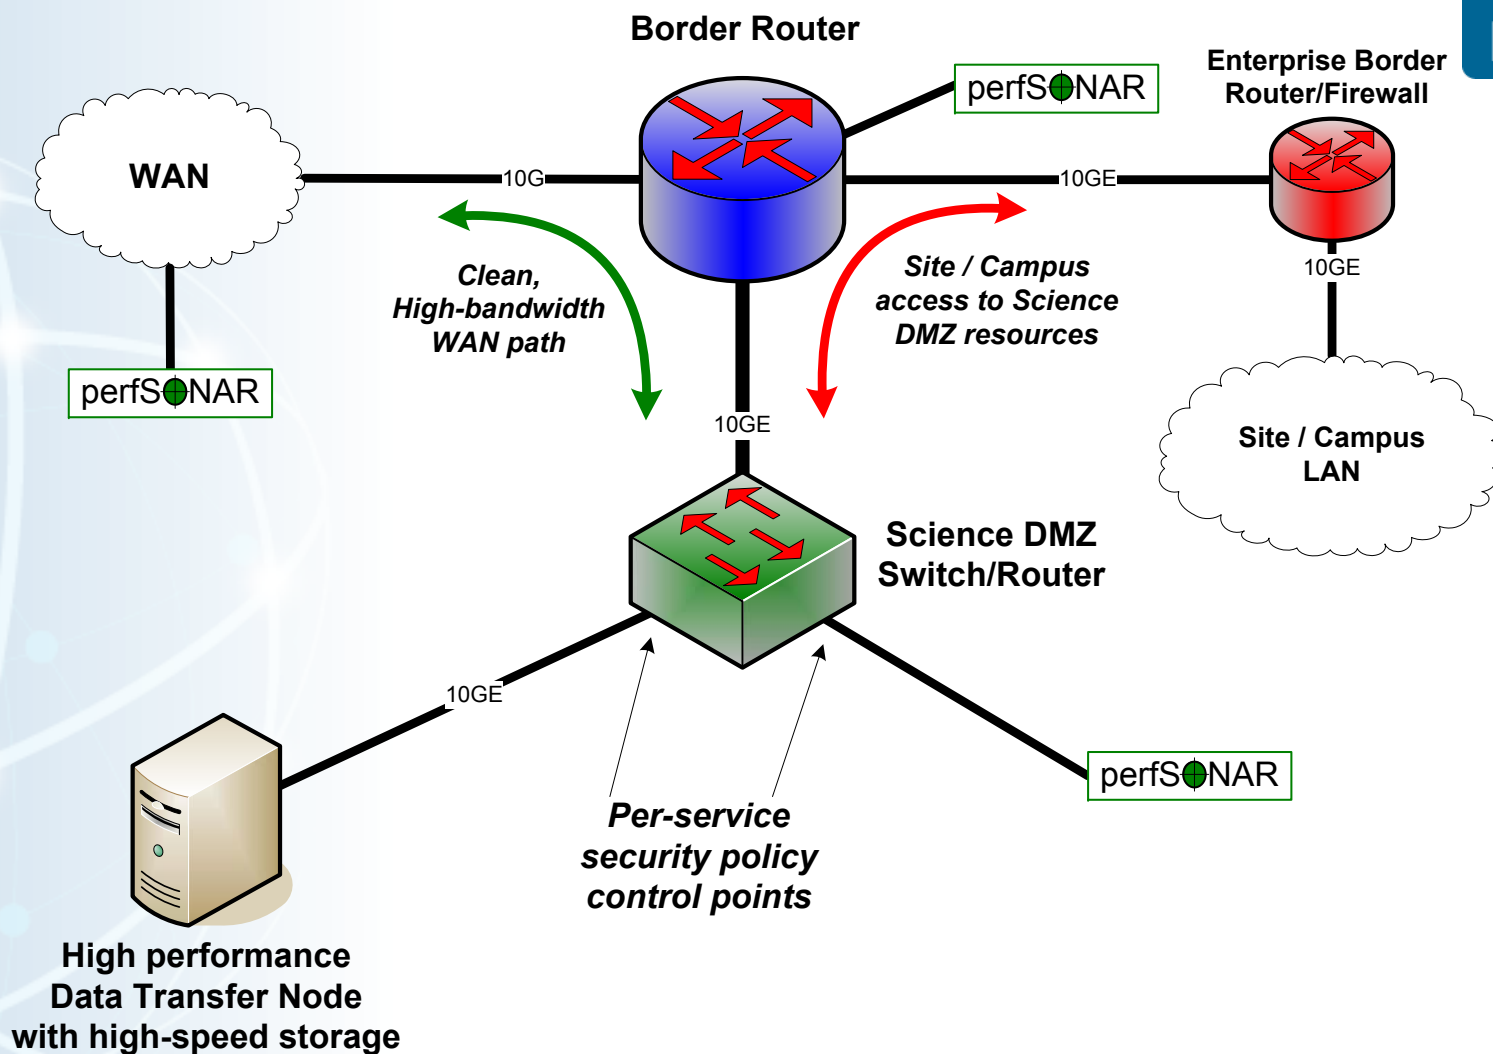 Border Router
perfSONAR
Enterprise Border
Router/Firewall
WAN
10G
10GE
Clean,
High-bandwidth
WAN path
Site / Campus
access to Science
DMZ resources
10GE
perfSONAR
10GE
Site / Campus
LAN
Science DMZ
Switch/Router
10GE
perfSONAR
Per-service
security policy
control points
High performance
Data Transfer Node
with high-speed storage